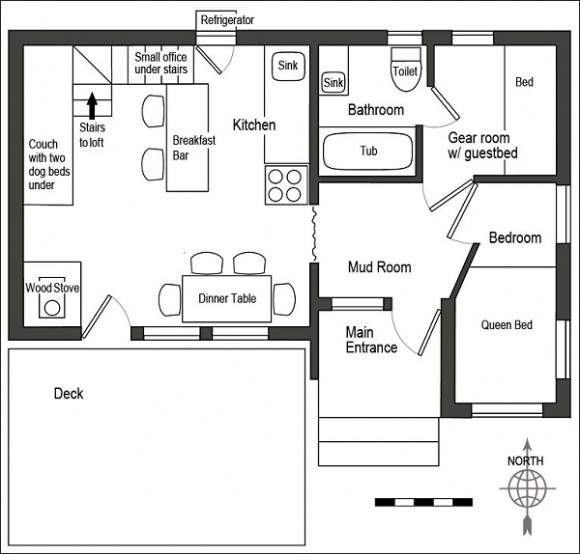 Refrigerator
Small office
under stairs
Sink
Stairs
to loft
Couch
with two
dog beds
under
Breakfast
Bar
Kitchen
Sink
Toilet
Bathroom
Tub
Bed
Gear room
w/ guestbed
Wood Stove
Dinner Table
Mud Room
Bedroom
Queen Bed
Main
Entrance
Deck
NORTH